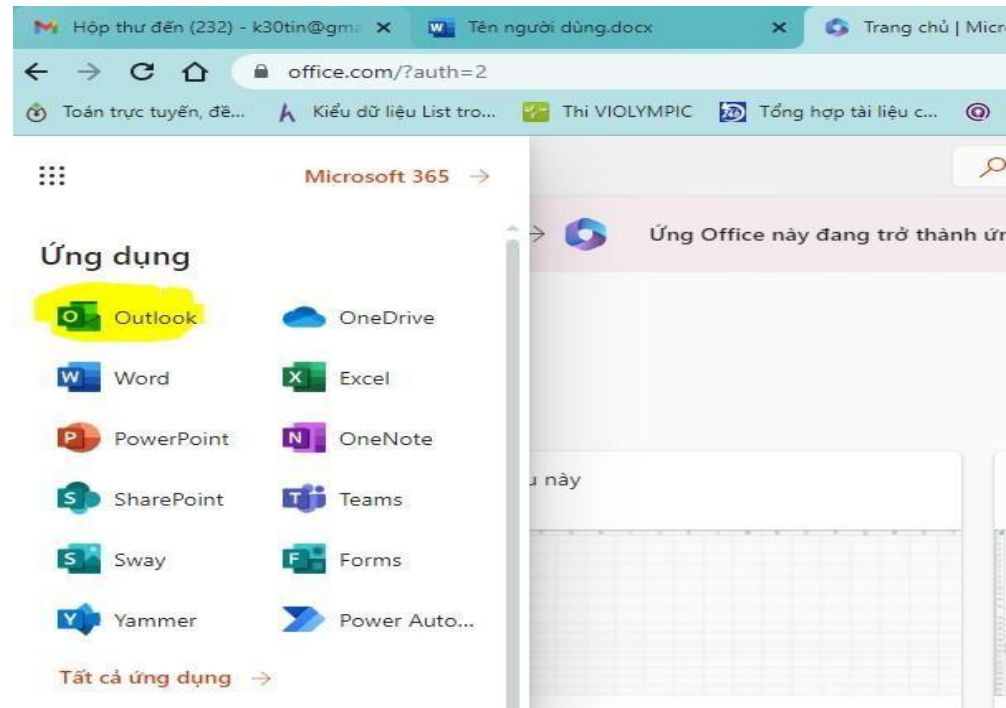 Hộp thư đến (232) - k30tin@gma
Tên người dùng.docx
Trang chủ | Micr
office.com/?auth=2
Toán trực tuyến, đề...
Kiểu dữ liệu List tro...
Thi VIOLYMPIC
Tổng hợp tài liệu c...
Microsoft 365 →
Ứng Office này đang trở thành ứn
Ứng dụng
Outlook
OneDrive
Word
Excel
PowerPoint
OneNote
SharePoint
Teams
Sway
Forms
Yammer
Power Auto...
Tất cả ứng dụng →
này